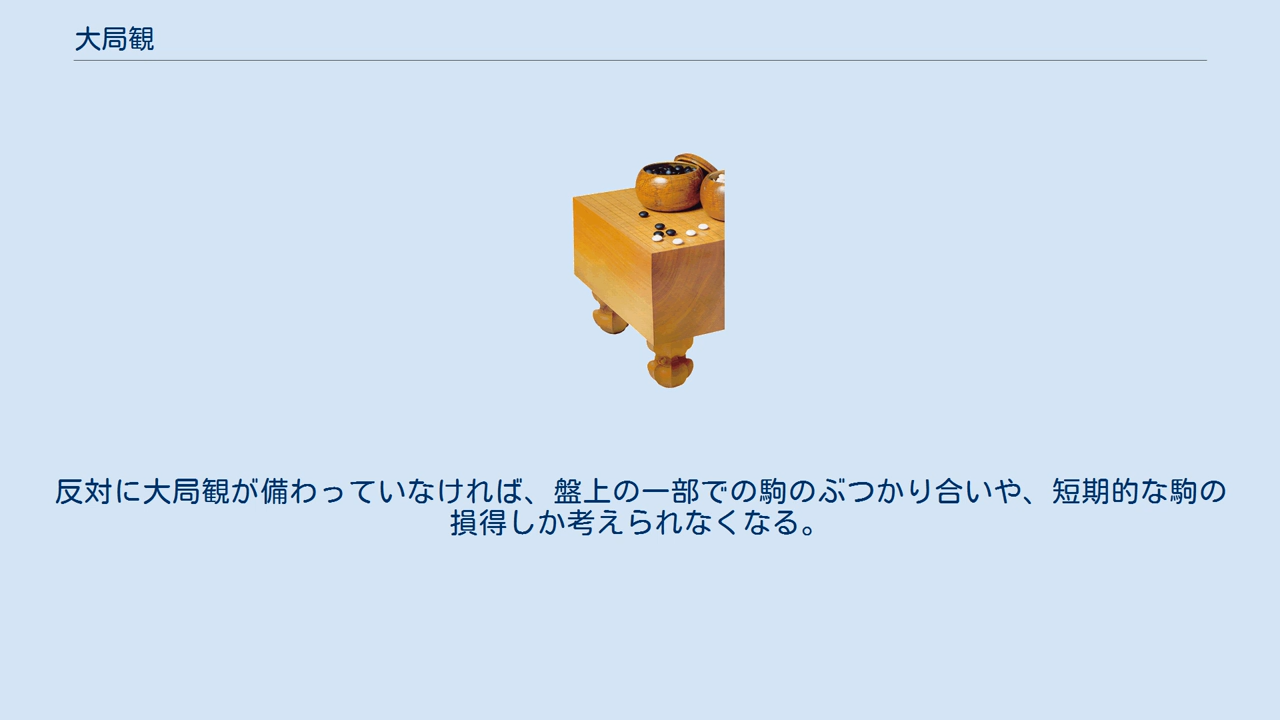 大局観
反対に大局観が備わっていなければ、盤上の一部での駒のぶつかり合いや、短期的な駒の
損得しか考えられなくなる。